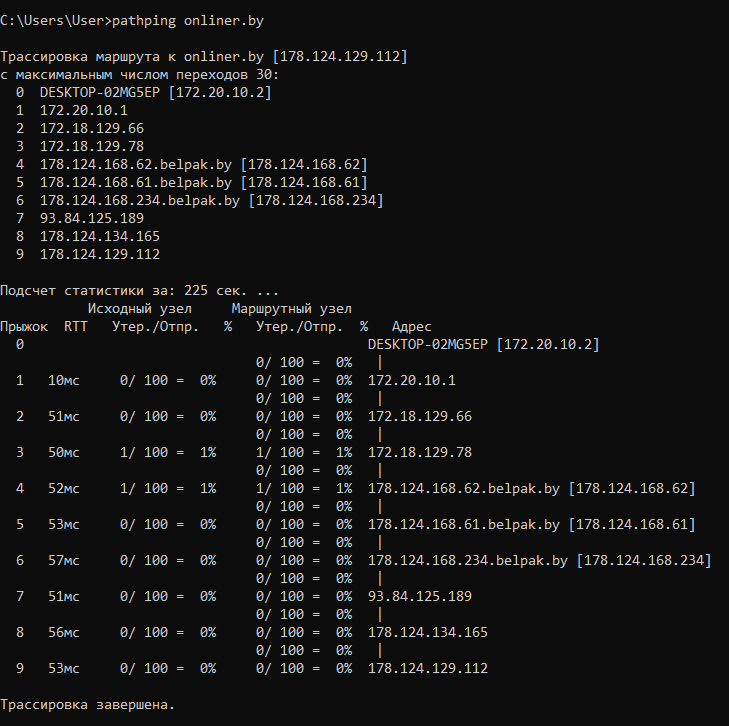 C:\Users\User>pathping onliner.by
Трассировка маршрута к onliner.by [178.124.129.112]
с максимальным числом переходов 30:
0 DESKTOP-02MG5EP [172.20.10.2]
1 172.20.10.1
2 172.18.129.66
3 172.18.129.78
4 178.124.168.62.belpak.by [178.124.168.62]
5 178.124.168.61.belpak.by [178.124.168.61]
6 178.124.168.234.belpak.by [178.124.168.234]
7 93.84.125.189
8 178.124.134.165
9 178.124.129.112
Подсчет статистики за: 225 сек. ...
Исходный узел Маршрутный узел
Прыжок RTT Утер./Отпр. % Утер./Отпр. % Адрес
0 DESKTOP-02MG5EP [172.20.10.2]
0/ 100 = 0% |
1 10мс 0/ 100 = 0% 0/ 100 = 0% 172.20.10.1
0/ 100 = 0% |
2 51мс 0/ 100 = 0% 0/ 100 = 0% 172.18.129.66
0/ 100 = 0% |
3 50мс 1/ 100 = 1% 1/ 100 = 1% 172.18.129.78
0/ 100 = 0% |
4 52мс 1/ 100 = 1% 1/ 100 = 1% 178.124.168.62.belpak.by [178.124.168.62]
0/ 100 = 0% |
5 53мс 0/ 100 = 0% 0/ 100 = 0% 178.124.168.61.belpak.by [178.124.168.61]
0/ 100 = 0% |
6 57мс 0/ 100 = 0% 0/ 100 = 0% 178.124.168.234.belpak.by [178.124.168.234]
0/ 100 = 0% |
7 51мс 0/ 100 = 0% 0/ 100 = 0% 93.84.125.189
0/ 100 = 0% |
8 56мс 0/ 100 = 0% 0/ 100 = 0% 178.124.134.165
0/ 100 = 0% |
9 53мс 0/ 100 = 0% 0/ 100 = 0% 178.124.129.112
Трассировка завершена.